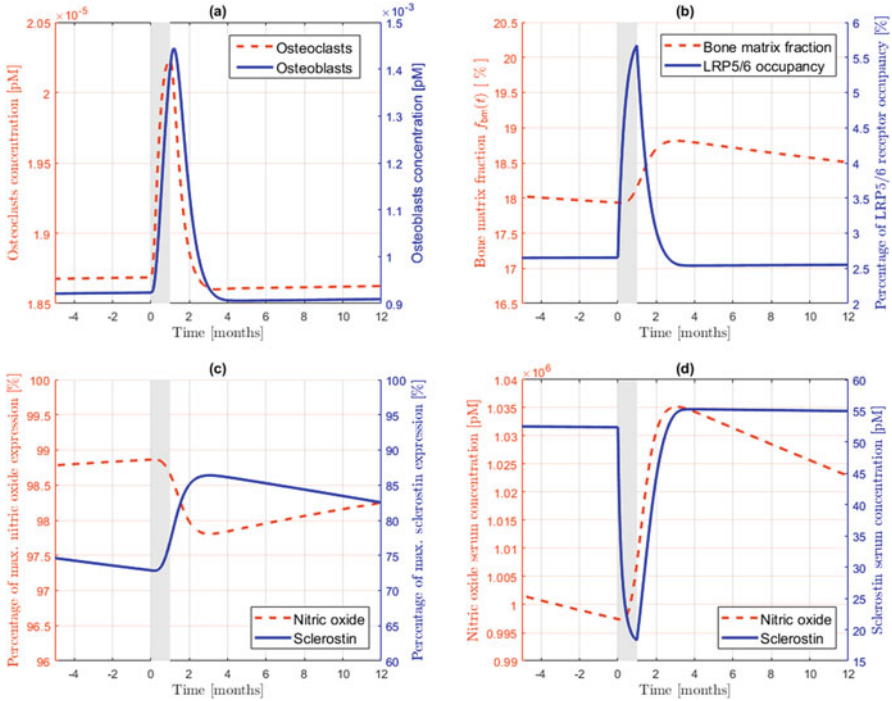 (a)
× 10⁻⁵
× 10⁻³
2.05
2
1.95
1.9
1.85
Osteoclasts concentration [pM]
Osteoclasts
Osteoblasts
1.5
1.4
1.3
1.2
1.1
1
0.9
Osteoblasts concentration [pM]
-4 -2 0 2 4 6 8 10 12
Time [months]
(b)
20.5
20
19.5
19
18.5
18
17.5
17
16.5
Bone matrix fraction f_bm(t) [ % ]
Bone matrix fraction
LRP5/6 occupancy
6
5.5
5
4.5
4
3.5
3
2.5
2
Percentage of LRP5/6 receptor occupancy [%]
-4 -2 0 2 4 6 8 10 12
Time [months]
(c)
100
99.5
99
98.5
98
97.5
97
96.5
96
Percentage of max. nitric oxide expression [%]
Nitric oxide
Sclerostin
100
95
90
85
80
75
70
65
60
Percentage of max. sclerostin expression [%]
-4 -2 0 2 4 6 8 10 12
Time [months]
(d)
× 10⁶
1.04
1.035
1.03
1.025
1.02
1.015
1.01
1.005
1
0.995
0.99
Nitric oxide serum concentration [pM]
Nitric oxide
Sclerostin
60
55
50
45
40
35
30
25
20
15
Sclerostin serum concentration [pM]
-4 -2 0 2 4 6 8 10 12
Time [months]